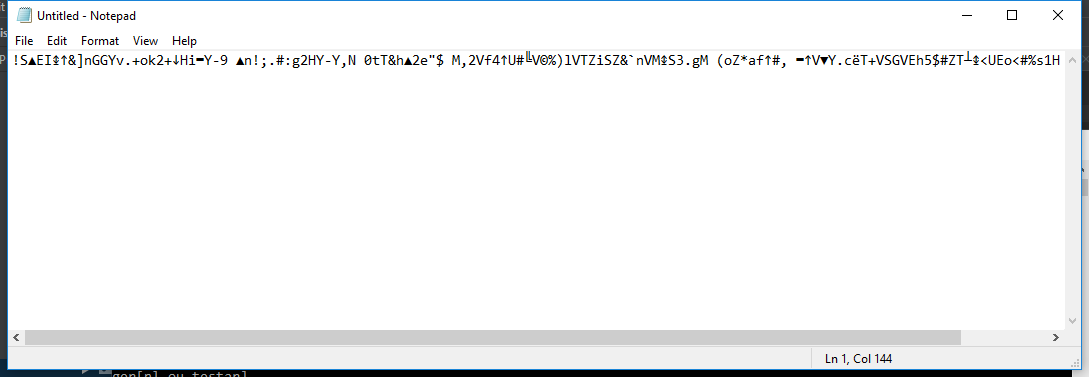 Untitled - Notepad
File Edit Format View Help
!S▲EI↨↑&]nGGYv.+ok2+↓Hi═Y-9 ▲n!;.#:g2HY-Y,N 0tT&h▲2e"$ M,2Vf4↑U#╚V©%)lVTZiSZ&`nVM↨S3.gM (oZ*af↑#, ═↑V▼Y.cëT+VSGVEh5$#ZT┴↨<UEo<#%s1H
Ln 1, Col 144